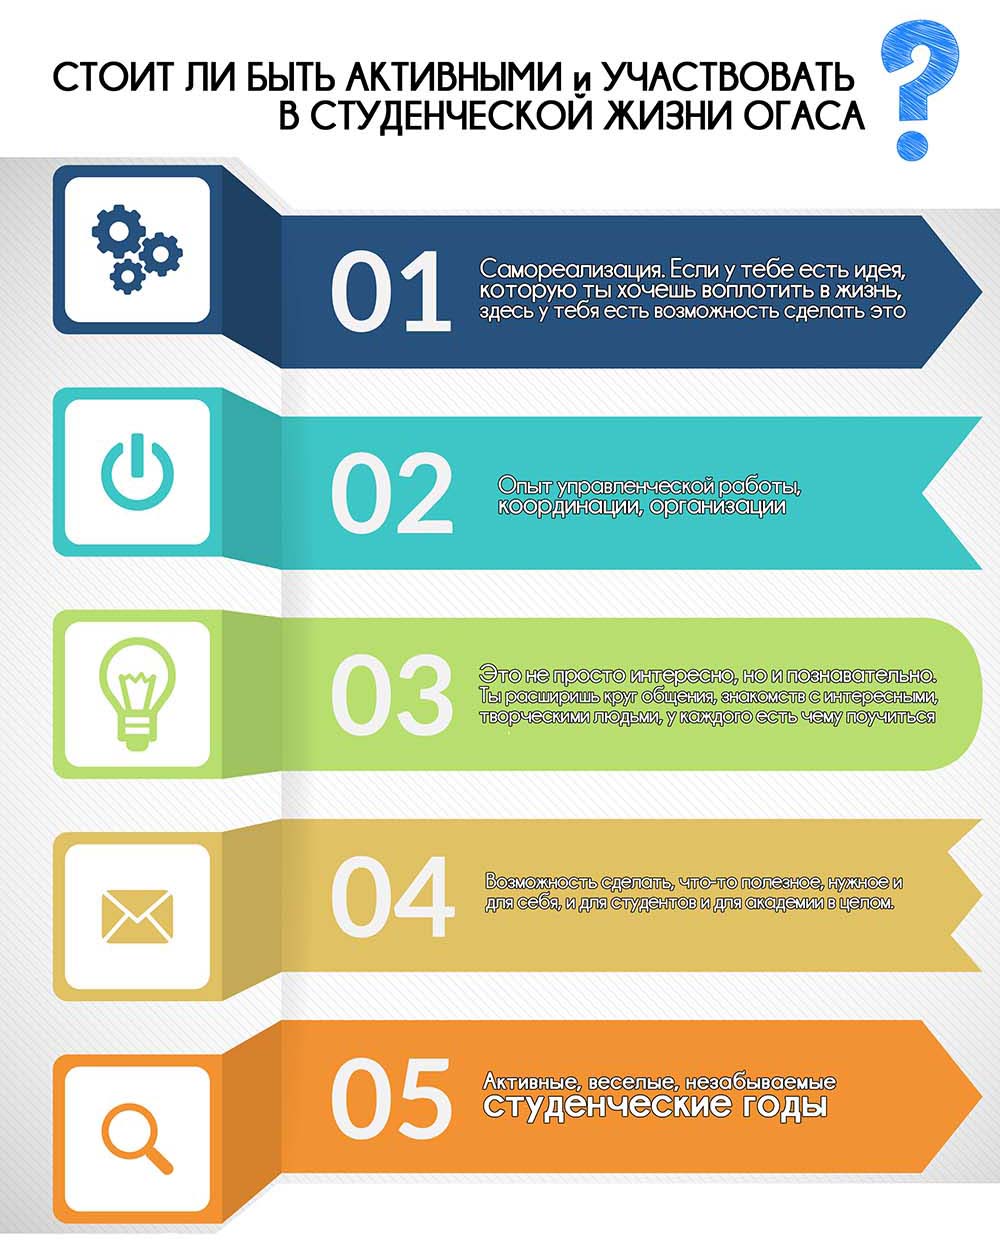 СТОИТ ЛИ БЫТЬ АКТИВНЫМИ и УЧАСТВОВАТЬ
В СТУДЕНЧЕСКОЙ ЖИЗНИ ОГАСА
?
01
Самореализация. Если у тебе есть идея,
которую ты хочешь воплотить в жизнь,
здесь у тебя есть возможность сделать это
02
Опыт управленческой работы,
координации, организации
03
Это не просто интересно, но и познавательно.
Ты расширишь круг общения, знакомств с интересными,
творческими людьми, у каждого есть чему поучиться
04
Возможность сделать, что-то полезное, нужное и
для себя, и для студентов и для академии в целом.
05
Активные, веселые, незабываемые
студенческие годы